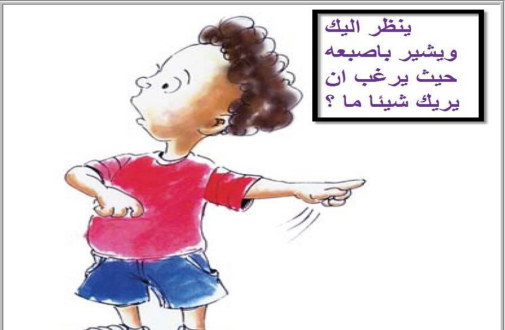 ينظر اليك
ويشير باصبعه
حيث يرغب ان
يريك شيئا ما ؟